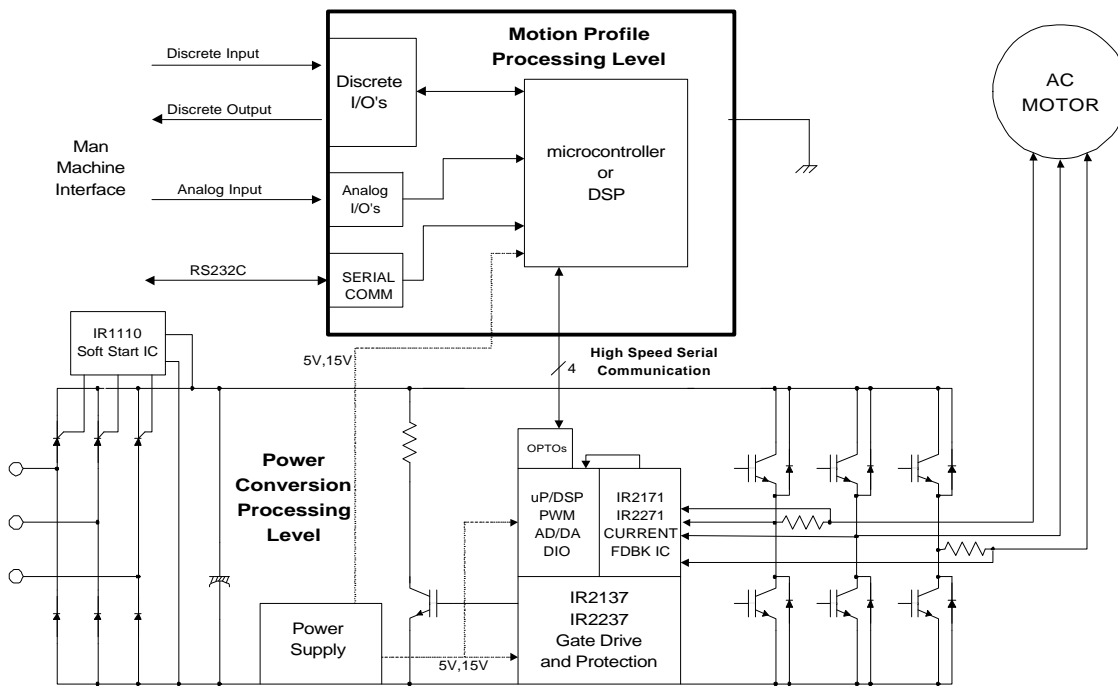 Motion Profile
Processing Level
Discrete Input
Discrete Output
Discrete
I/O's
Man
Machine
Interface
Analog Input
Analog
I/O's
microcontroller
or
DSP
RS232C
SERIAL
COMM
AC
MOTOR
IR1110
Soft Start IC
5V,15V
4
High Speed Serial
Communication
Power
Conversion
Processing
Level
OPTOs
uP/DSP
PWM
AD/DA
DIO
IR2171
IR2271
CURRENT
FDBK IC
IR2137
IR2237
Gate Drive
and Protection
Power
Supply
5V,15V